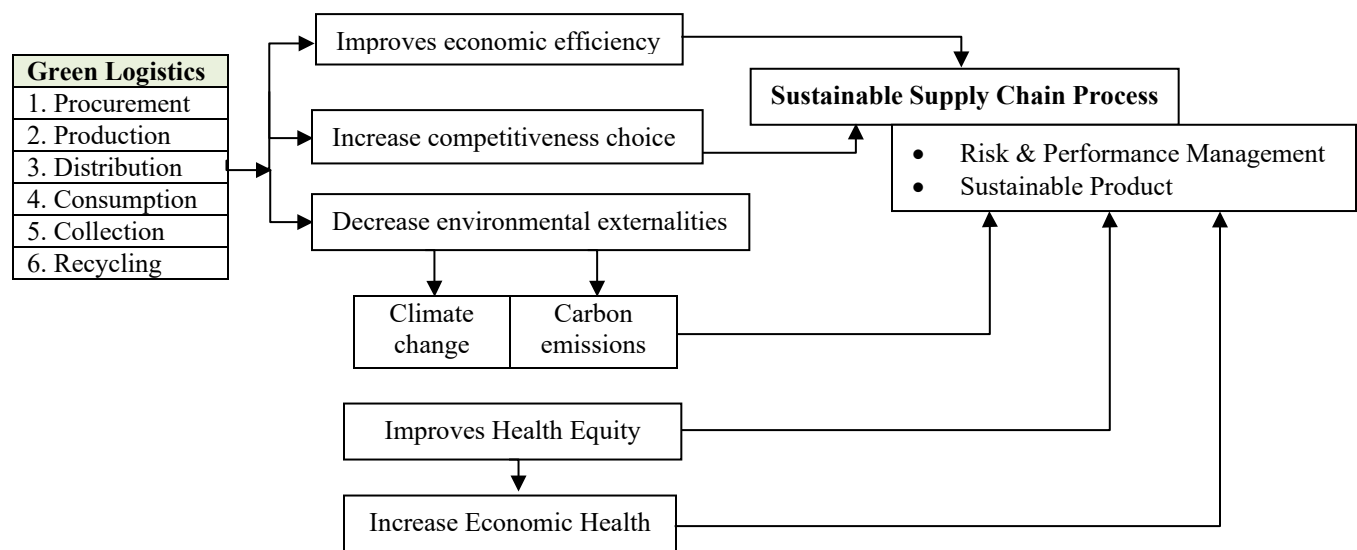 Green Logistics
1. Procurement
2. Production
3. Distribution
4. Consumption
5. Collection
6. Recycling
Improves economic efficiency
Increase competitiveness choice
Decrease environmental externalities
Climate
change
Carbon
emissions
Improves Health Equity
Increase Economic Health
Sustainable Supply Chain Process
• Risk & Performance Management
• Sustainable Product